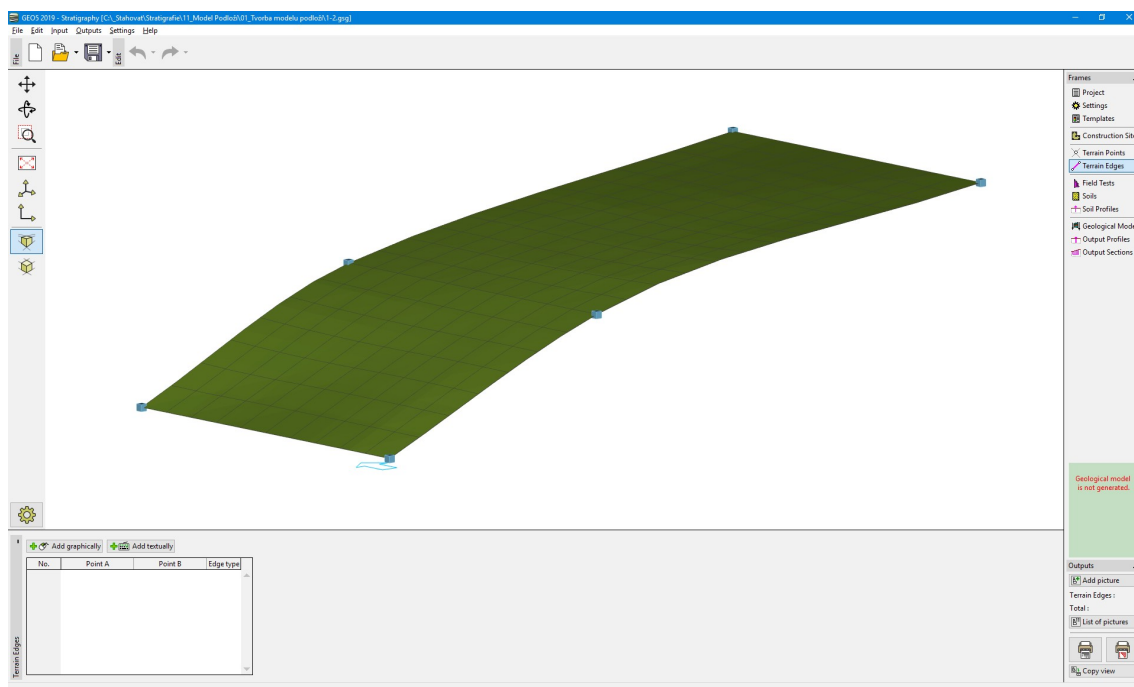 GEO5 2019 - Stratigraphy [C:\_Stahovat\Stratigrafie\11_Model Podloží\01_Tvorba modelu podloží\1-2.gsg]
File Edit Input Outputs Settings Help
File
Edit
Frames
Project
Settings
Templates
Construction Site
Terrain Points
Terrain Edges
Field Tests
Soils
Soil Profiles
Geological Mode
Output Profiles
Output Sections
Geological model
is not generated.
Add graphically Add textually
No. Point A Point B Edge type
Terrain Edges
Outputs
Add picture
Terrain Edges :
Total :
List of pictures
Copy view